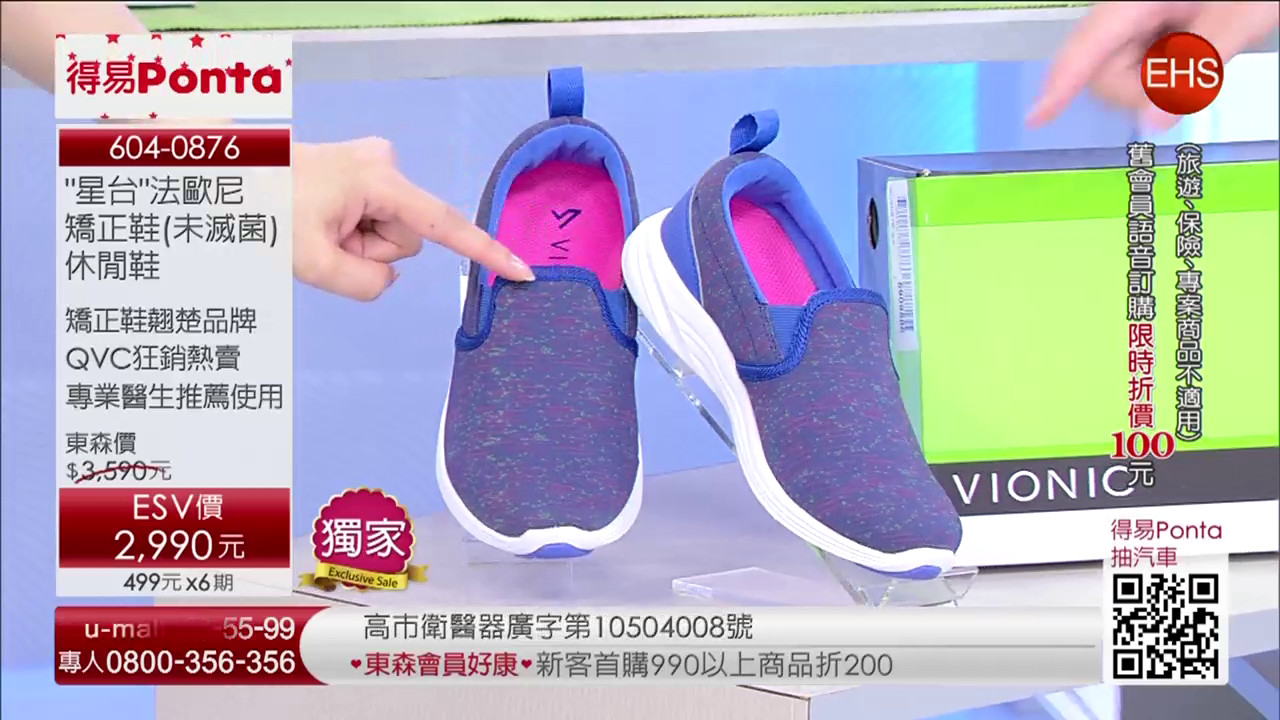 得易Ponta
604-0876
"星台"法歐尼
矯正鞋(未滅菌)
休閒鞋
矯正鞋翹楚品牌
QVC狂銷熱賣
專業醫生推薦使用
東森價
$3,590元
ESV價
2,990元
499元x6期
獨家
Exclusive Sale
EHS
(旅遊、保險、專案商品不適用)
舊會員語音訂購限時折價100元
VIONIC
得易Ponta
抽汽車
55-99
專人0800-356-356
高市衛醫器廣字第10504008號
東森會員好康
新客首購990以上商品折200